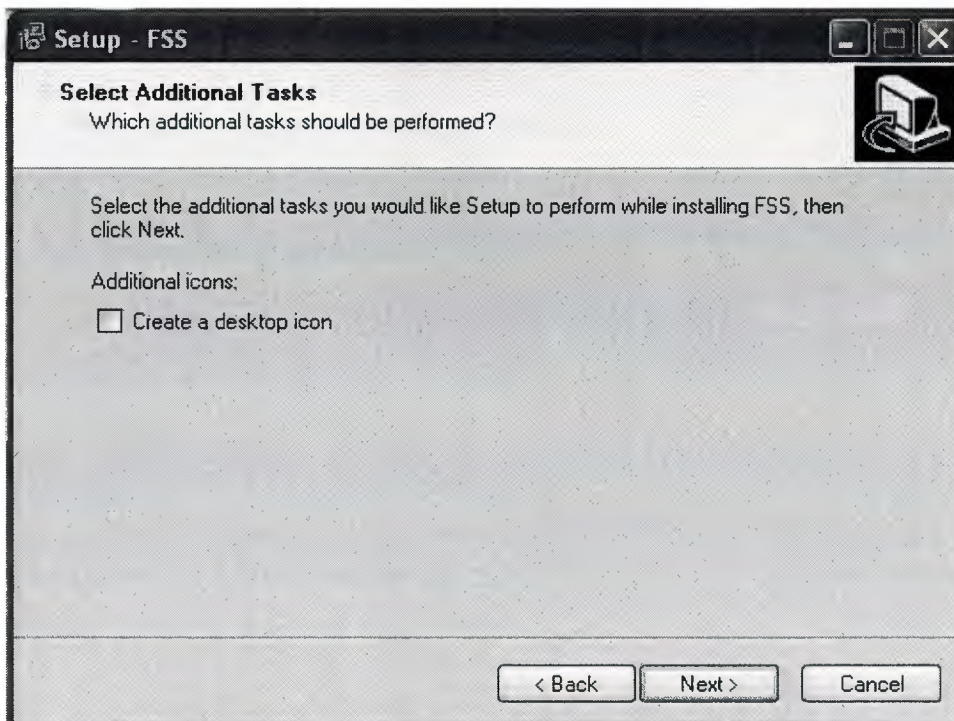 Setup - FSS
Select Additional Tasks
Which additional tasks should be performed?
Select the additional tasks you would like Setup to perform while installing FSS, then
click Next.
Additional icons:
Create a desktop icon
< Back Next > Cancel